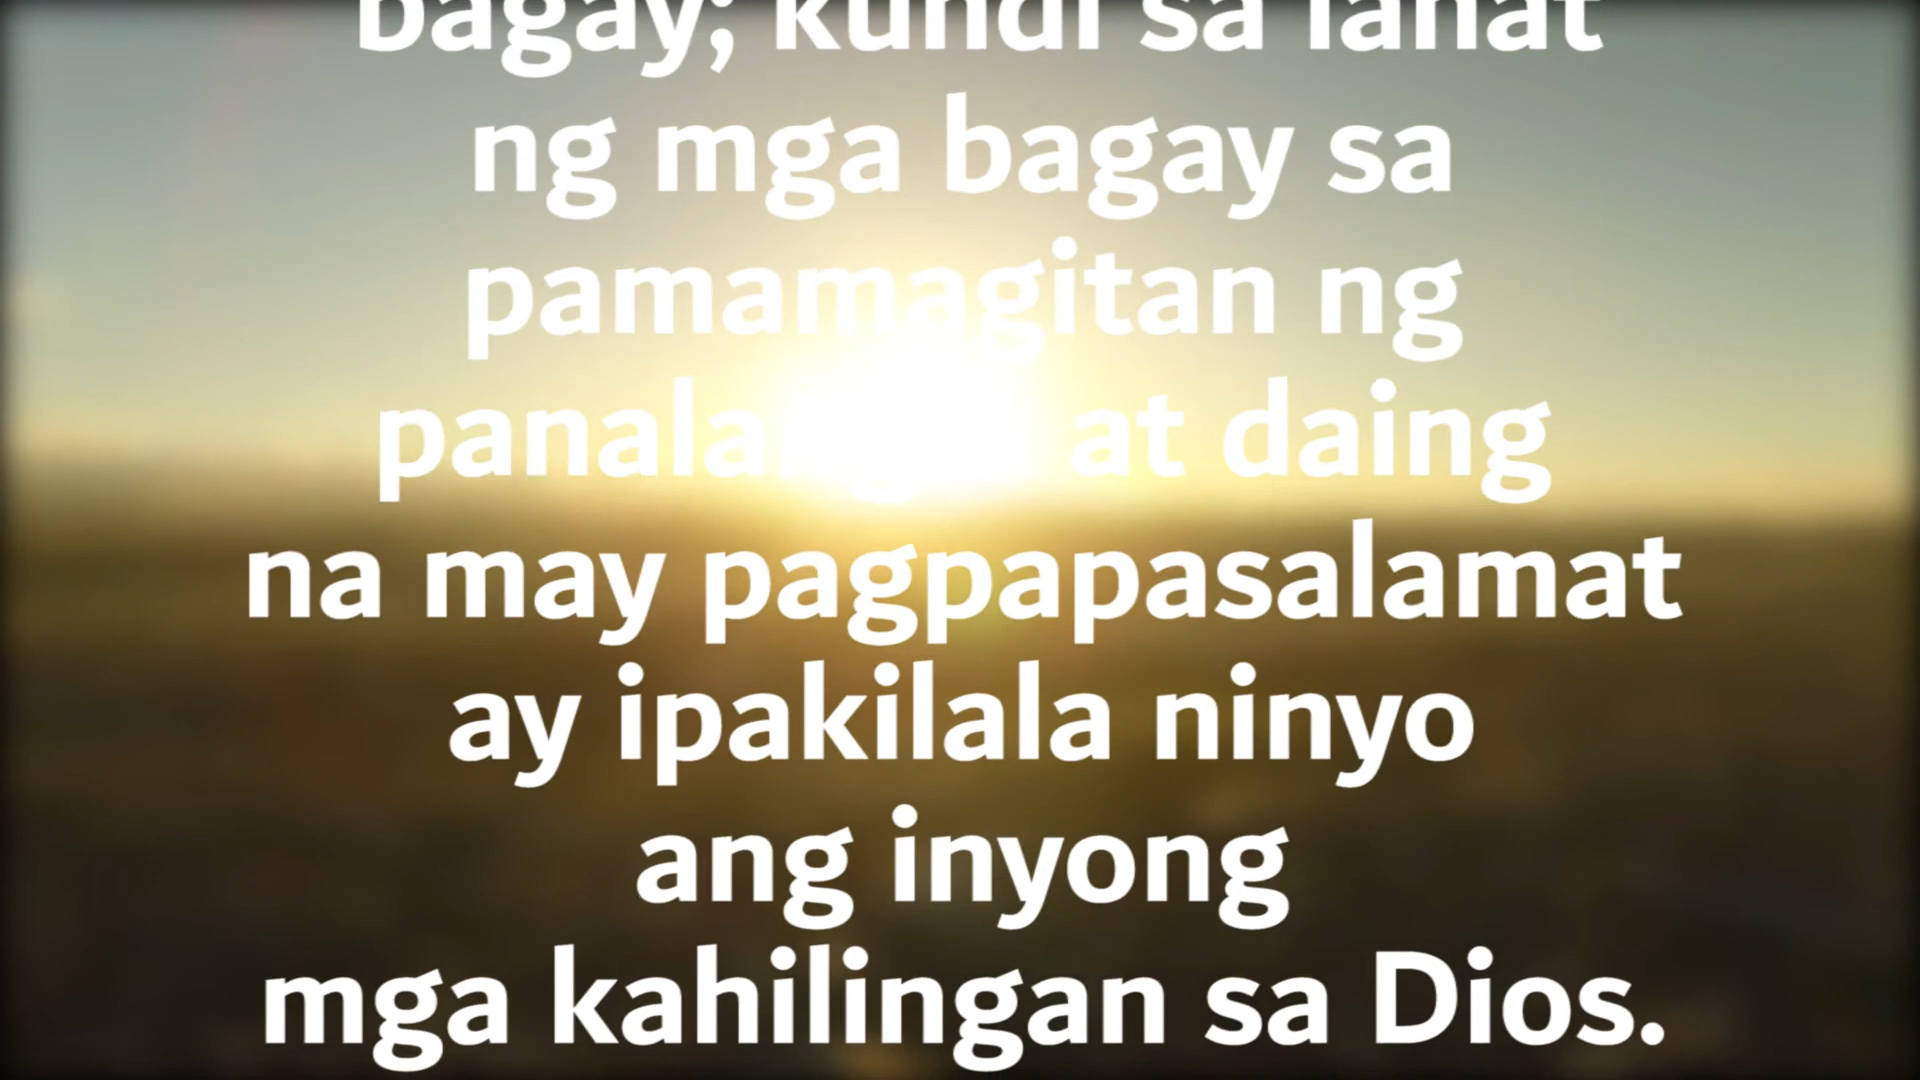 bagay; kundi sa lahat
ng mga bagay sa
pamamagitan ng
at daing
na may pagpapasalamat
ay ipakilala ninyo
ang inyong
mga kahilingan sa Dios.